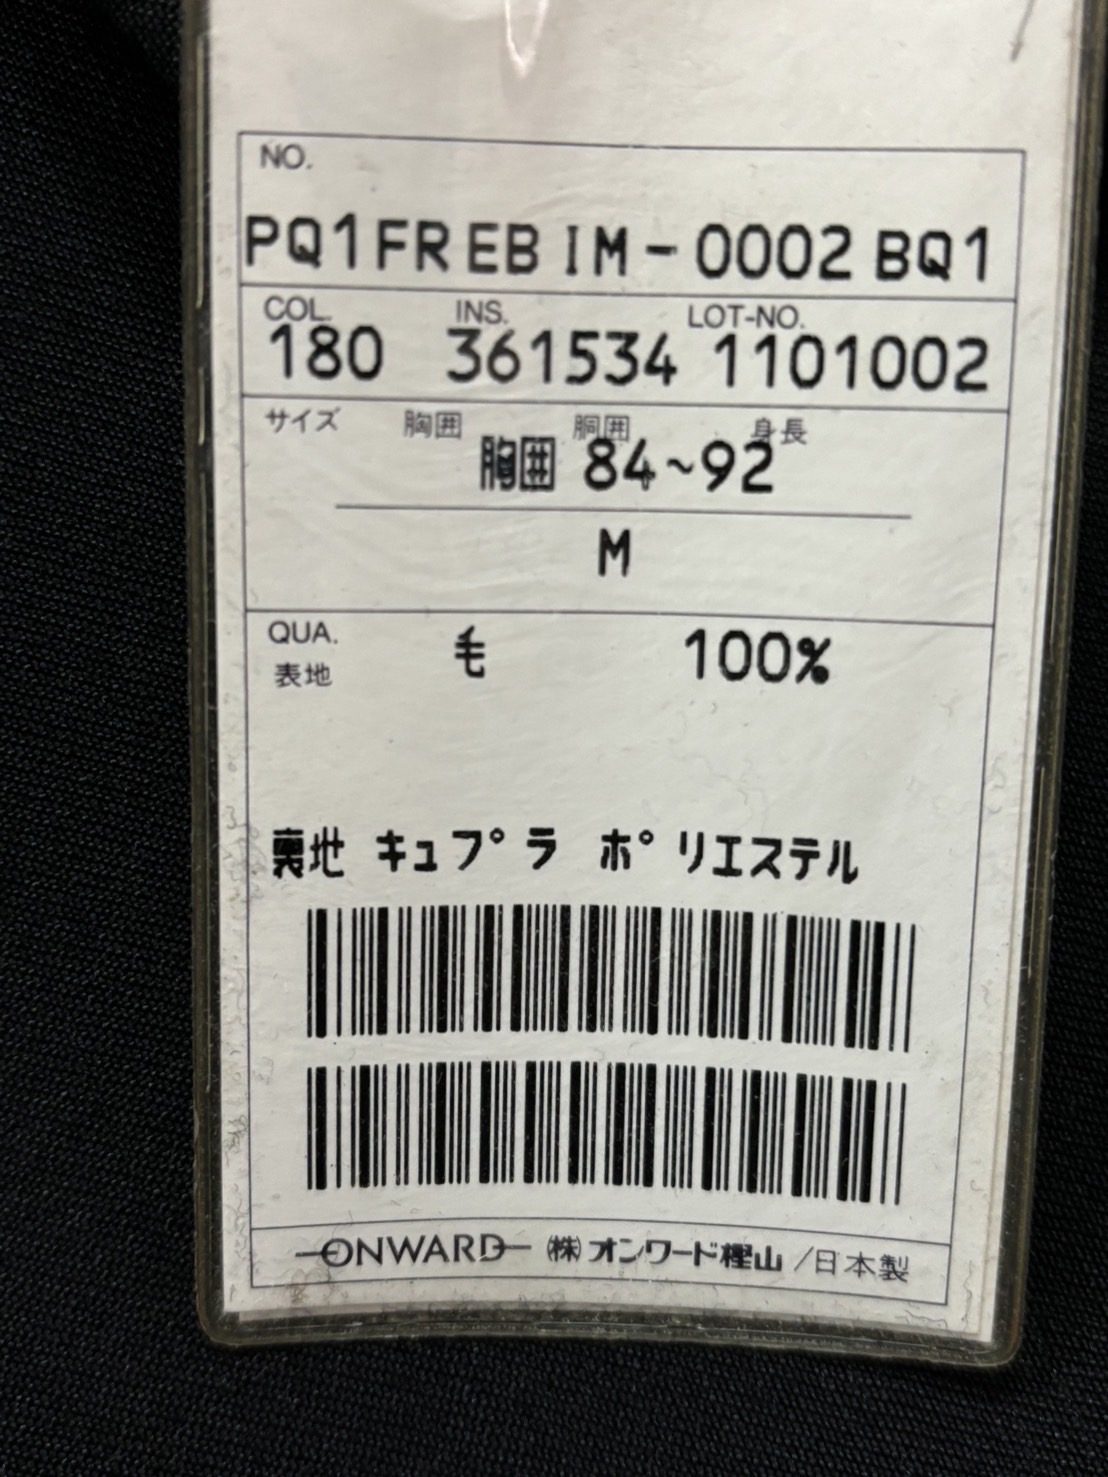 NO.
PQ1FREBIM-0002BQ1
COL. INS. LOT-NO.
180 361534 1101002
サイズ 胸囲 胴囲 身長
胸囲 84~92
M
QUA. 毛 100%
表地
裏地 キュプラ ポリエステル
ONWARD ㈱オンワード樫山/日本製